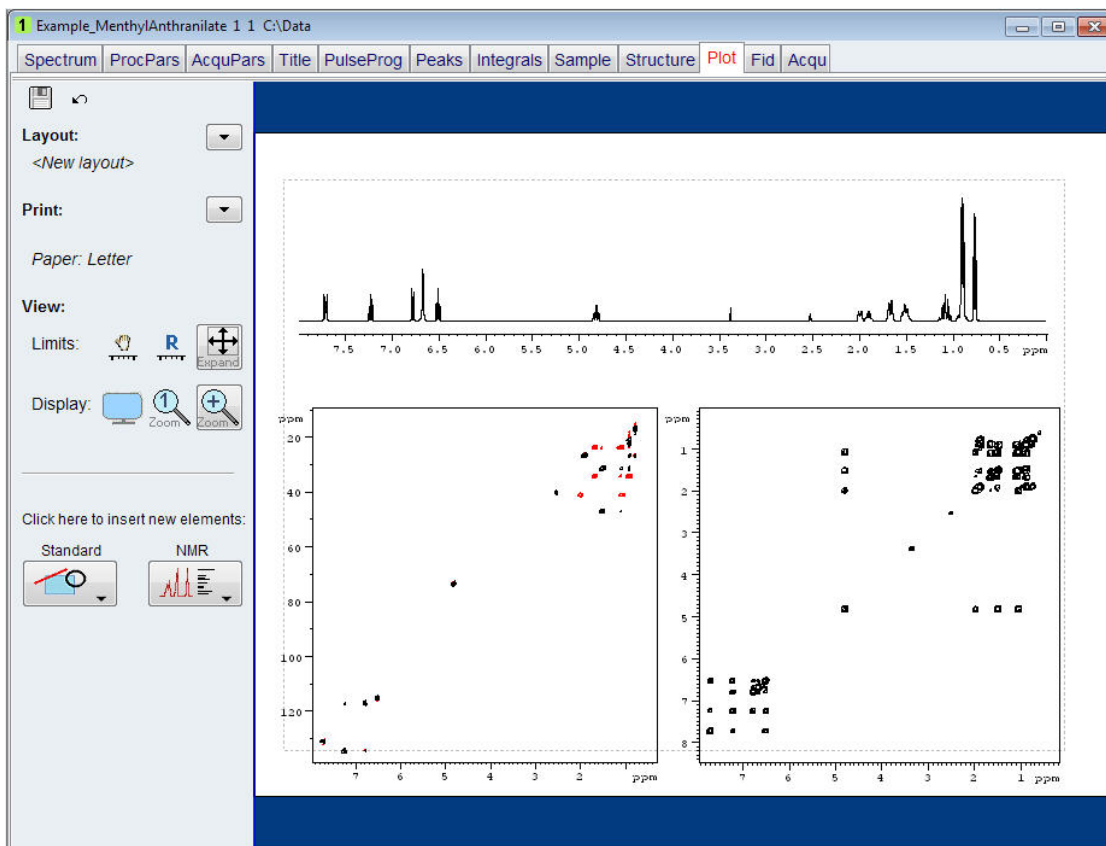 1 Example_MenthylAnthranilate 1 1 C:\Data
Spectrum ProcPars AcquPars Title PulseProg Peaks Integrals Sample Structure Plot Fid Acqu
Layout:
<New layout>
Print:
Paper: Letter
View:
Limits: R Expand
Display: 1 Zoom Zoom
Click here to insert new elements:
Standard NMR
7.5 7.0 6.5 6.0 5.5 5.0 4.5 4.0 3.5 3.0 2.5 2.0 1.5 1.0 0.5 ppm
ppm
20
40
60
80
100
120
7 6 5 4 3 2 ppm
ppm
1
2
3
4
5
6
7
8
7 6 5 4 3 2 1 ppm